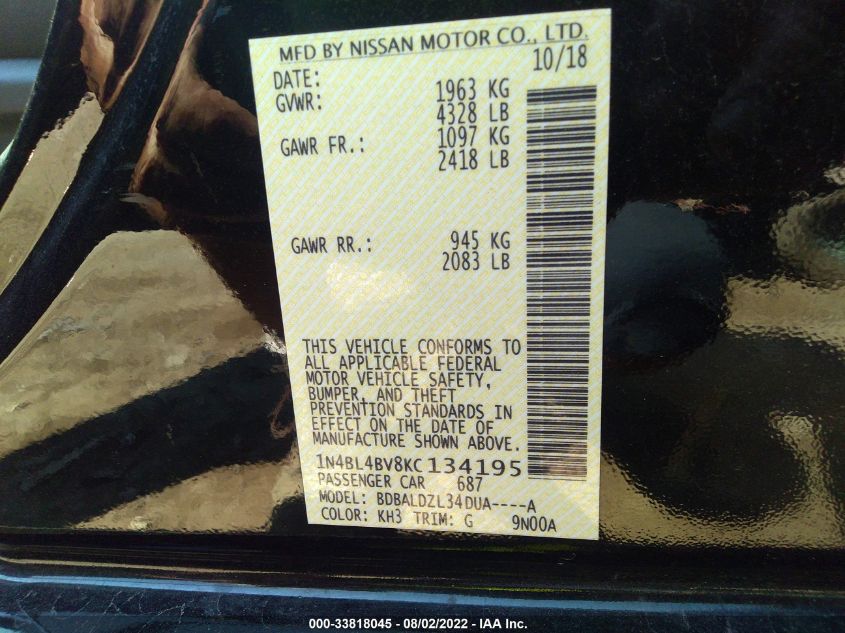 MFD BY NISSAN MOTOR CO., LTD.
DATE: 10/18
GVWR: 1963 KG
4328 LB
GAWR FR.: 1097 KG
2418 LB
GAWR RR.: 945 KG
2083 LB
THIS VEHICLE CONFORMS TO
ALL APPLICABLE FEDERAL
MOTOR VEHICLE SAFETY,
BUMPER, AND THEFT
PREVENTION STANDARDS IN
EFFECT ON THE DATE OF
MANUFACTURE SHOWN ABOVE.
1N4BL4BV8KC134195
PASSENGER CAR 687
MODEL: BDBALDZL34DUA----A
COLOR: KH3 TRIM: G 9N00A
000-33818045 - 08/02/2022 - IAA Inc.